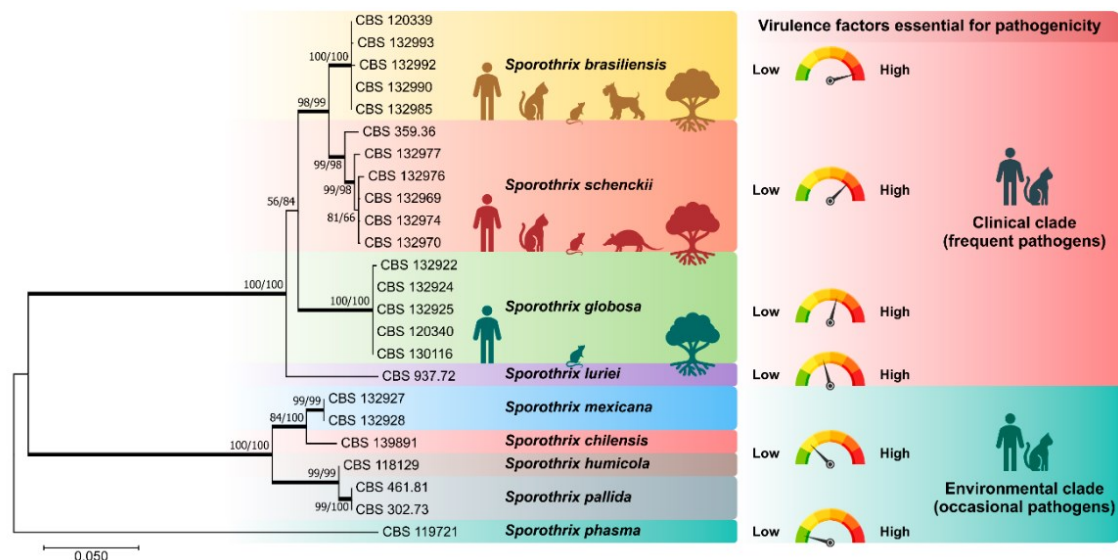 Virulence factors essential for pathogenicity
CBS 120339
CBS 132993
CBS 132992
CBS 132990
CBS 132985
100/100
Sporothrix brasiliensis
Low High
98/99
CBS 359.36
CBS 132977
CBS 132976
CBS 132969
CBS 132974
CBS 132970
99/98
99/98
81/66
Sporothrix schenckii
Low High
Clinical clade
(frequent pathogens)
56/84
CBS 132922
CBS 132924
CBS 132925
CBS 120340
CBS 130116
100/100
100/100
Sporothrix globosa
Low High
CBS 937.72
Sporothrix luriei
Low High
CBS 132927
CBS 132928
99/99
84/100
Sporothrix mexicana
CBS 139891
Sporothrix chilensis
100/100
Low High
CBS 118129
Sporothrix humicola
99/99
CBS 461.81
CBS 302.73
99/100
Sporothrix pallida
Environmental clade
(occasional pathogens)
CBS 119721
Sporothrix phasma
Low High
0.050